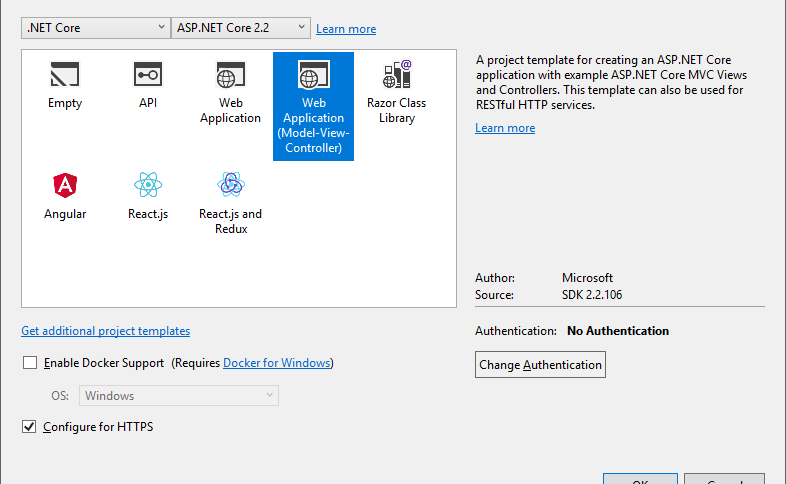 .NET Core
ASP.NET Core 2.2
Learn more
Empty
API
Web
Application
Web
Application
(Model-View-
Controller)
Razor Class
Library
Angular
React.js
React.js and
Redux
A project template for creating an ASP.NET Core
application with example ASP.NET Core MVC Views
and Controllers. This template can also be used for
RESTful HTTP services.
Learn more
Author: Microsoft
Source: SDK 2.2.106
Get additional project templates
Authentication: No Authentication
Enable Docker Support (Requires Docker for Windows)
Change Authentication
OS: Windows
Configure for HTTPS